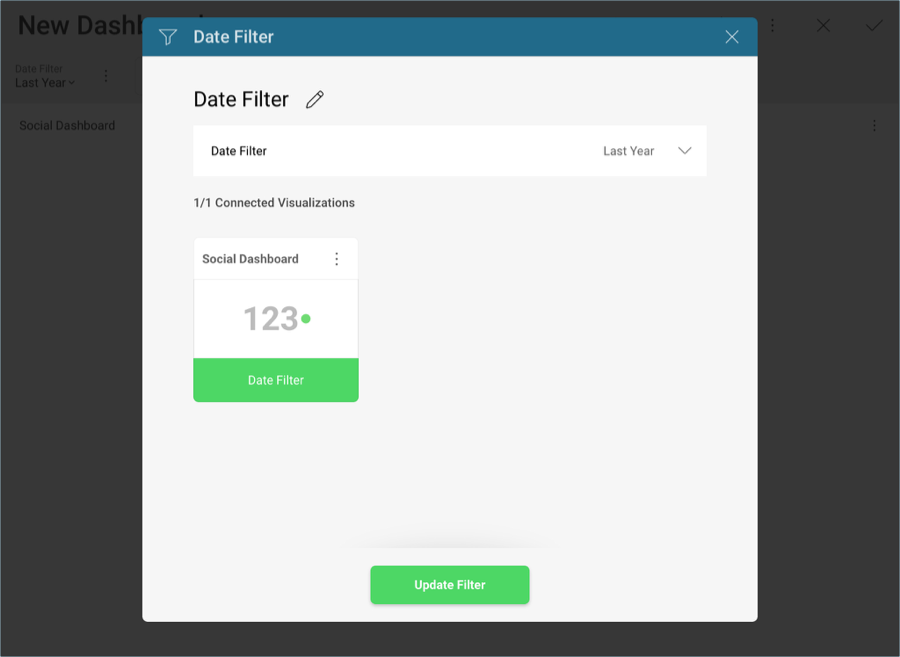 New Dashb
Date Filter
Date Filter
Last Year
Social Dashboard
Date Filter
Date Filter
Last Year
1/1 Connected Visualizations
Social Dashboard
123
Date Filter
Update Filter